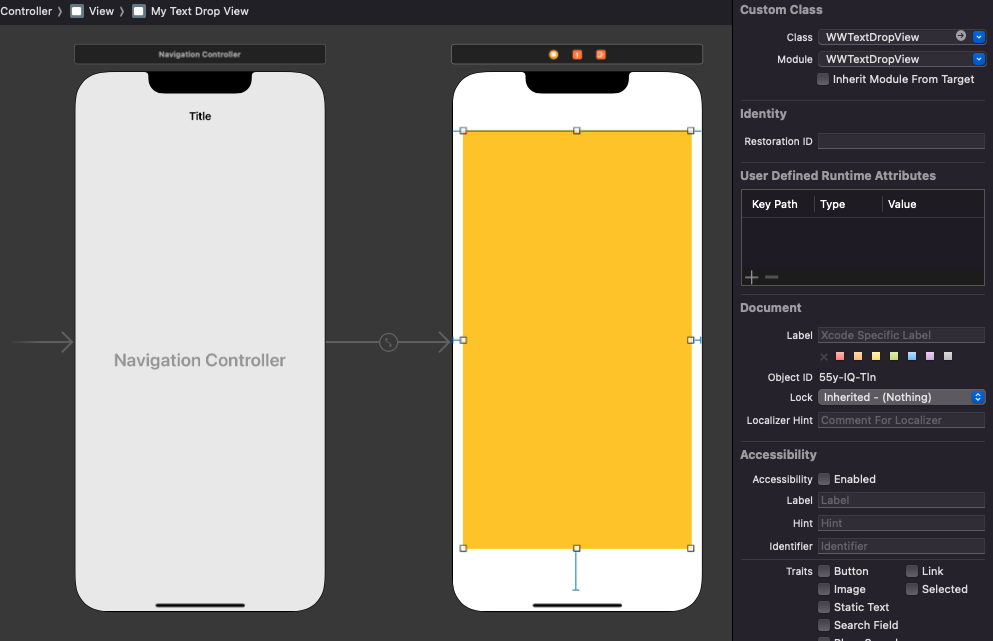 Controller 〉 View 〉 My Text Drop View
Navigation Controller
Title
Navigation Controller
Custom Class
Class WWTextDropView
Module WWTextDropView
Inherit Module From Target
Identity
Restoration ID
User Defined Runtime Attributes
Key Path Type Value
Document
Label Xcode Specific Label
Object ID 55y-IQ-TIn
Lock Inherited - (Nothing)
Localizer Hint Comment For Localizer
Accessibility
Accessibility Enabled
Label Label
Hint Hint
Identifier Identifier
Traits Button Link
Image Selected
Static Text
Search Field